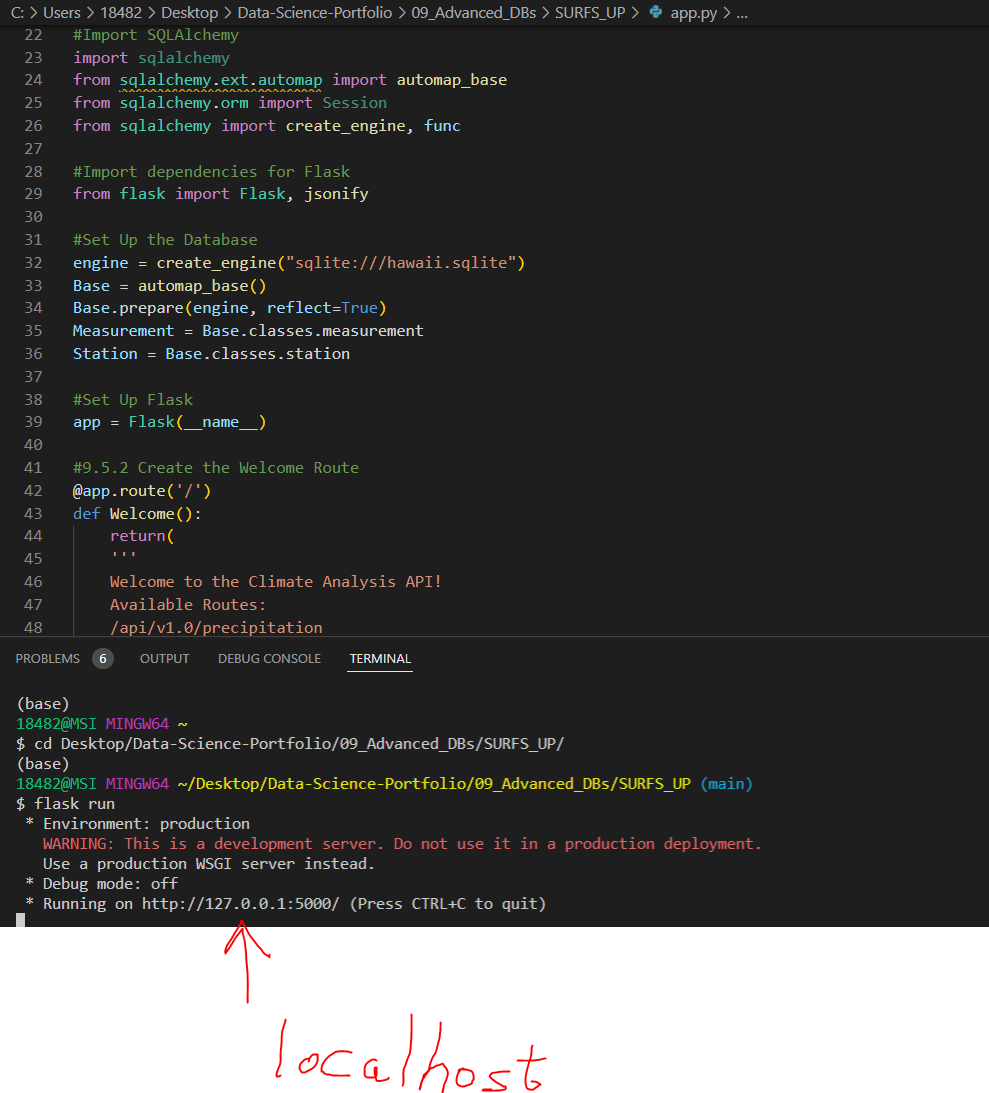 C: > Users > 18482 > Desktop > Data-Science-Portfolio > 09_Advanced_DBs > SURFS_UP > app.py > ...
22 #Import SQLAlchemy
23 import sqlalchemy
24 from sqlalchemy.ext.automap import automap_base
25 from sqlalchemy.orm import Session
26 from sqlalchemy import create_engine, func
27
28 #Import dependencies for Flask
29 from flask import Flask, jsonify
30
31 #Set Up the Database
32 engine = create_engine("sqlite:///hawaii.sqlite")
33 Base = automap_base()
34 Base.prepare(engine, reflect=True)
35 Measurement = Base.classes.measurement
36 Station = Base.classes.station
37
38 #Set Up Flask
39 app = Flask(__name__)
40
41 #9.5.2 Create the Welcome Route
42 @app.route('/')
43 def Welcome():
44     return(
45     '''
46     Welcome to the Climate Analysis API!
47     Available Routes:
48     /api/v1.0/precipitation
PROBLEMS 6 OUTPUT DEBUG CONSOLE TERMINAL
(base)
18482@MSI MINGW64 ~
$ cd Desktop/Data-Science-Portfolio/09_Advanced_DBs/SURFS_UP/
(base)
18482@MSI MINGW64 ~/Desktop/Data-Science-Portfolio/09_Advanced_DBs/SURFS_UP (main)
$ flask run
 * Environment: production
   WARNING: This is a development server. Do not use it in a production deployment.
   Use a production WSGI server instead.
 * Debug mode: off
 * Running on http://127.0.0.1:5000/ (Press CTRL+C to quit)
localhost